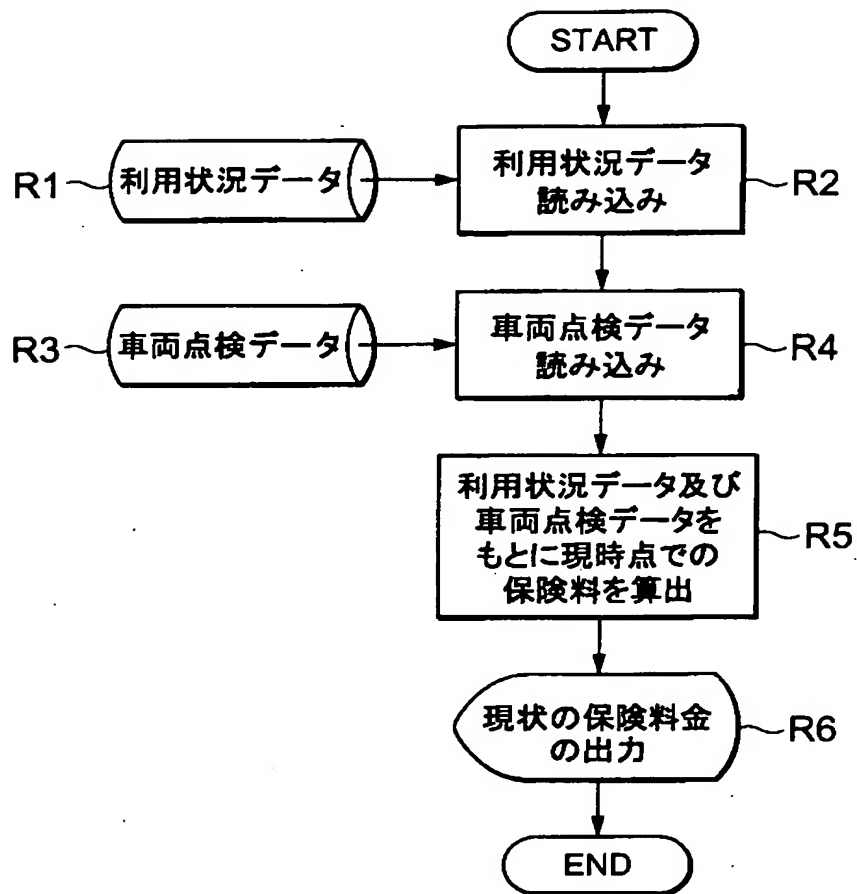 START
R1
利用状況データ
利用状況データ
読み込み
R2
R3
車両点検データ
車両点検データ
読み込み
R4
利用状況データ及び
車両点検データを
もとに現時点での
保険料を算出
R5
現状の保険料金
の出力
R6
END